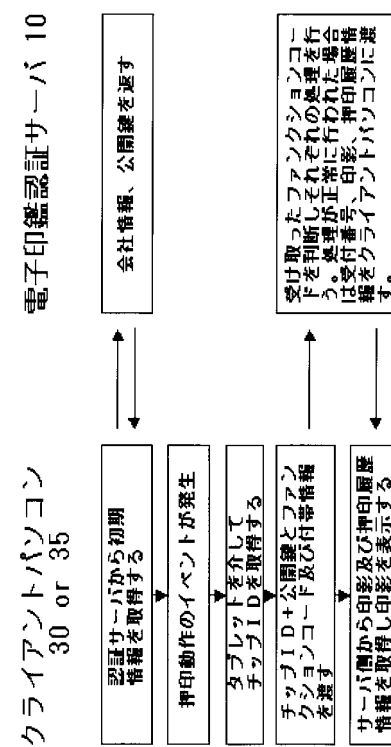 クライアントパソコン
30 or 35
電子印鑑認証サーバ 10
認証サーバから初期
情報を取得する
会社情報、公開鍵を返す
押印動作のイベントが発生
タブレットを介して
チップIDを取得する
チップID+公開鍵とファン
クションコード及び付帯情報
を渡す
受け取ったファンクションコー
ドを判断しそれぞれの処理を行
う。処理が正常に行われた場合
は受付番号、印影、押印履歴情
報をクライアントパソコンに渡
す。
サーバ側から印影及び押印履歴
情報を取得し印影を表示する